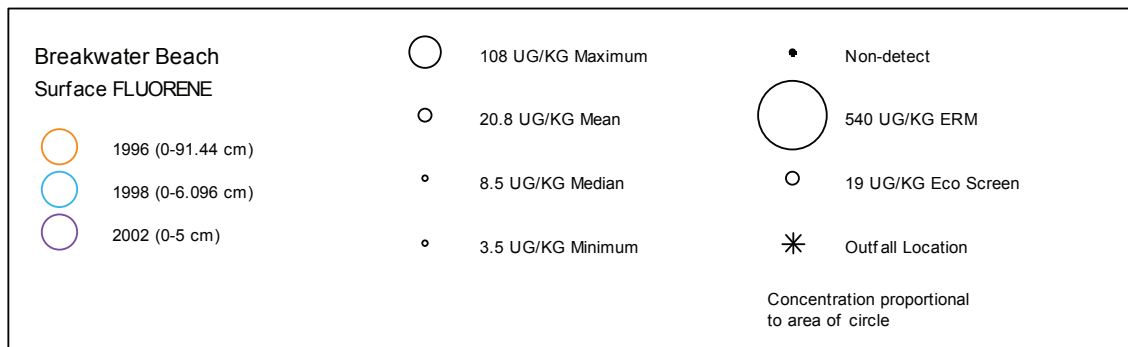 Breakwater Beach
Surface FLUORENE
1996 (0-91.44 cm)
1998 (0-6.096 cm)
2002 (0-5 cm)
108 UG/KG Maximum
20.8 UG/KG Mean
8.5 UG/KG Median
3.5 UG/KG Minimum
Non-detect
540 UG/KG ERM
19 UG/KG Eco Screen
Outfall Location
Concentration proportional
to area of circle